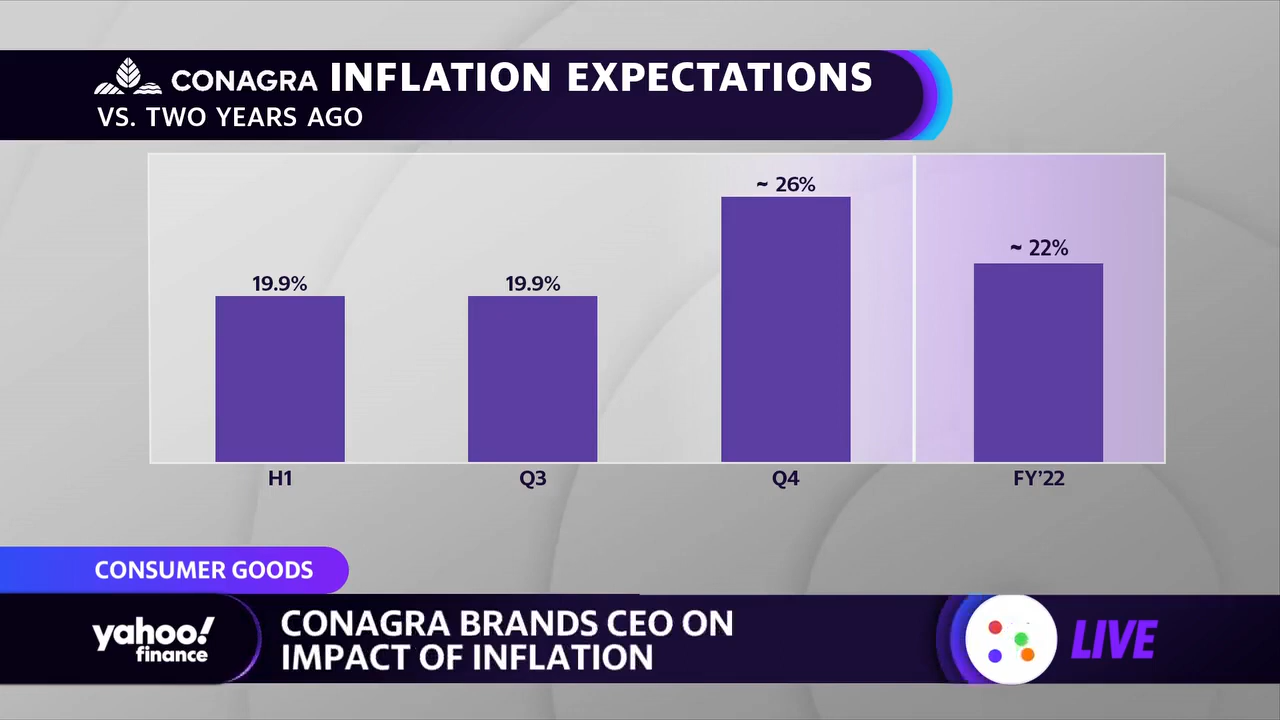 CONAGRA INFLATION EXPECTATIONS
VS. TWO YEARS AGO
~ 26%
~ 22%
19.9%
19.9%
H1
Q3
Q4
FY’22
CONSUMER GOODS
yahoo!
finance
CONAGRA BRANDS CEO ON
IMPACT OF INFLATION
LIVE